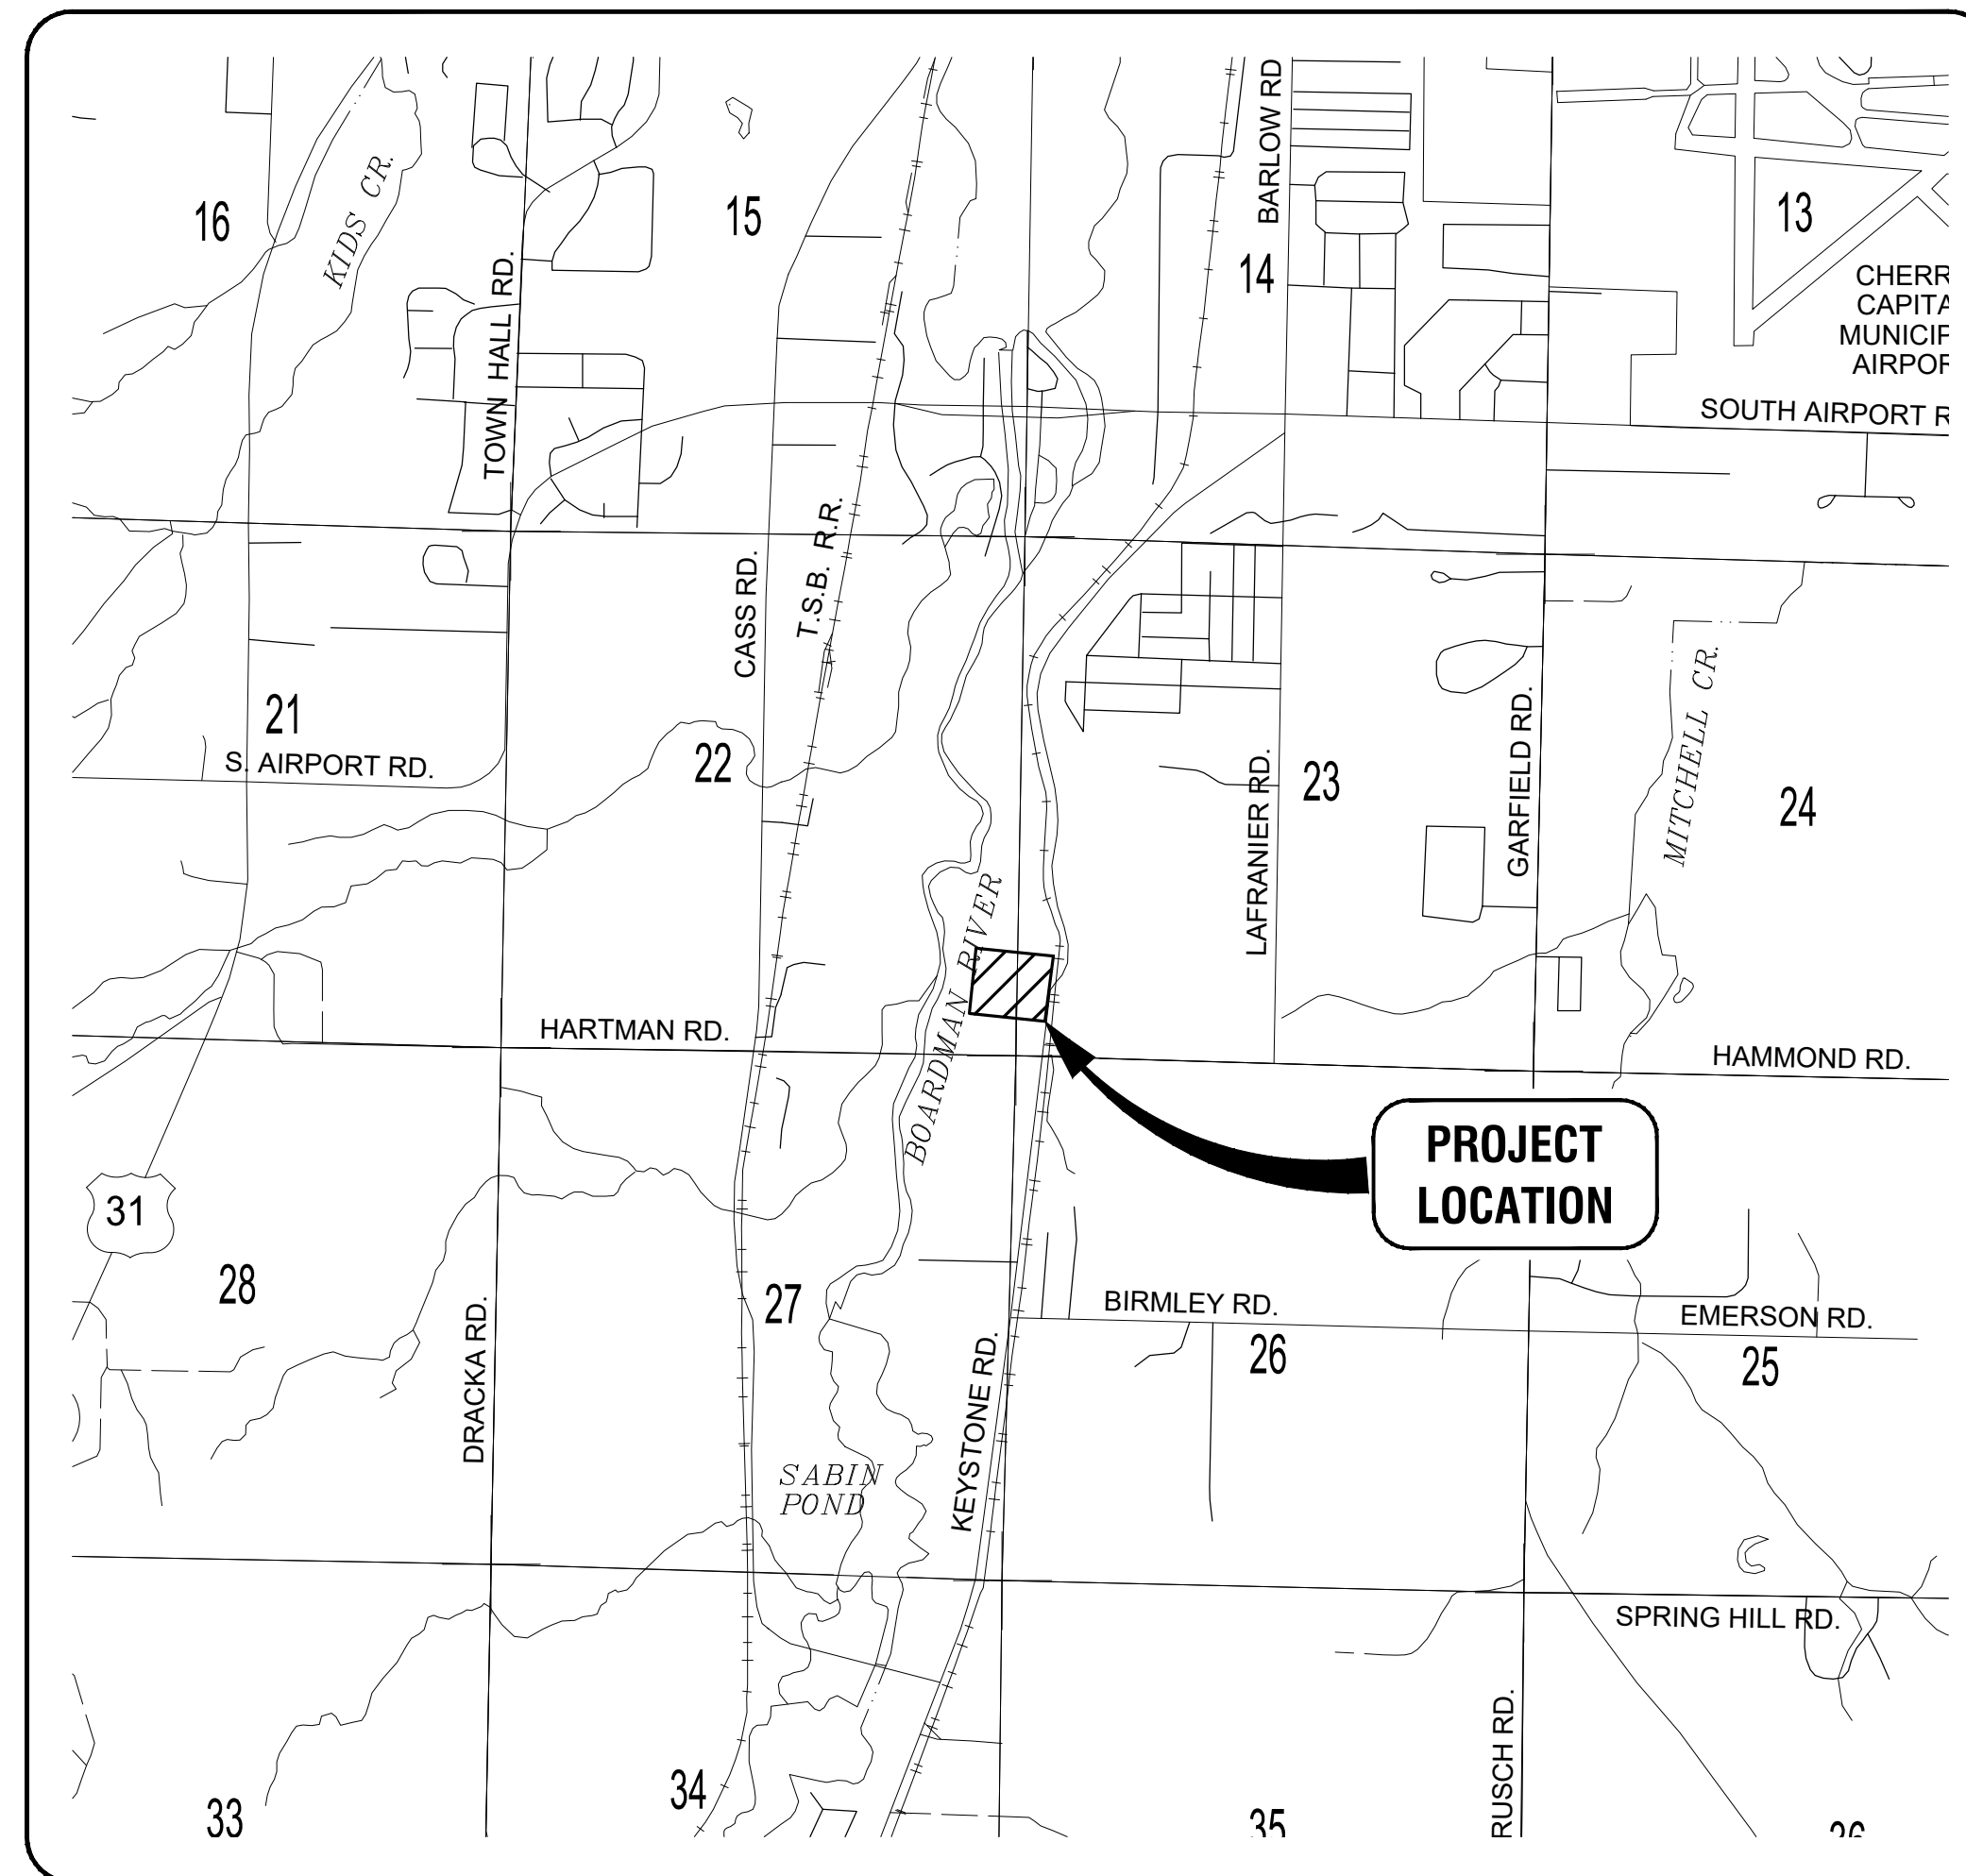 BARLOW RD
16
KIDS CR.
15
14
13
CHERR
CAPITA
MUNICIP
AIRPOR
TOWN HALL RD.
SOUTH AIRPORT R
CASS RD.
T.S.B. R.R.
21
S. AIRPORT RD.
22
LAFRANIER RD.
23
GARFIELD RD.
MITCHELL CR.
24
BOARDMAN RIVER
HARTMAN RD.
HAMMOND RD.
PROJECT
LOCATION
31
28
27
BIRMLEY RD.
EMERSON RD.
26
25
DRACKA RD.
KEYSTONE RD.
SABIN
POND
SPRING HILL RD.
RUSCH RD.
33
34
35
36